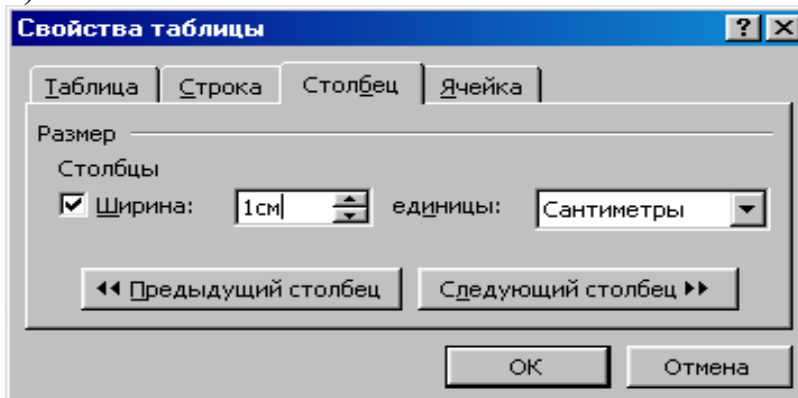 )
Свойства таблицы ? ×
Таблица Строка Столбец Ячейка
Размер
Столбцы
Ширина: 1см единицы: Сантиметры
Предыдущий столбец Следующий столбец
ОК Отмена